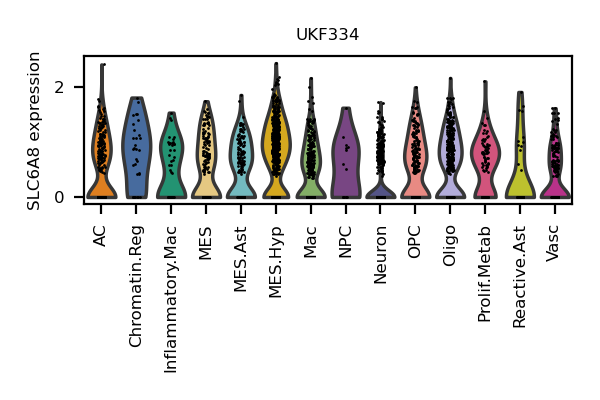 UKF334
SLC6A8 expression
2
0
AC
Chromatin.Reg
Inflammatory.Mac
MES
MES.Ast
MES.Hyp
Mac
NPC
Neuron
OPC
Oligo
Prolif.Metab
Reactive.Ast
Vasc